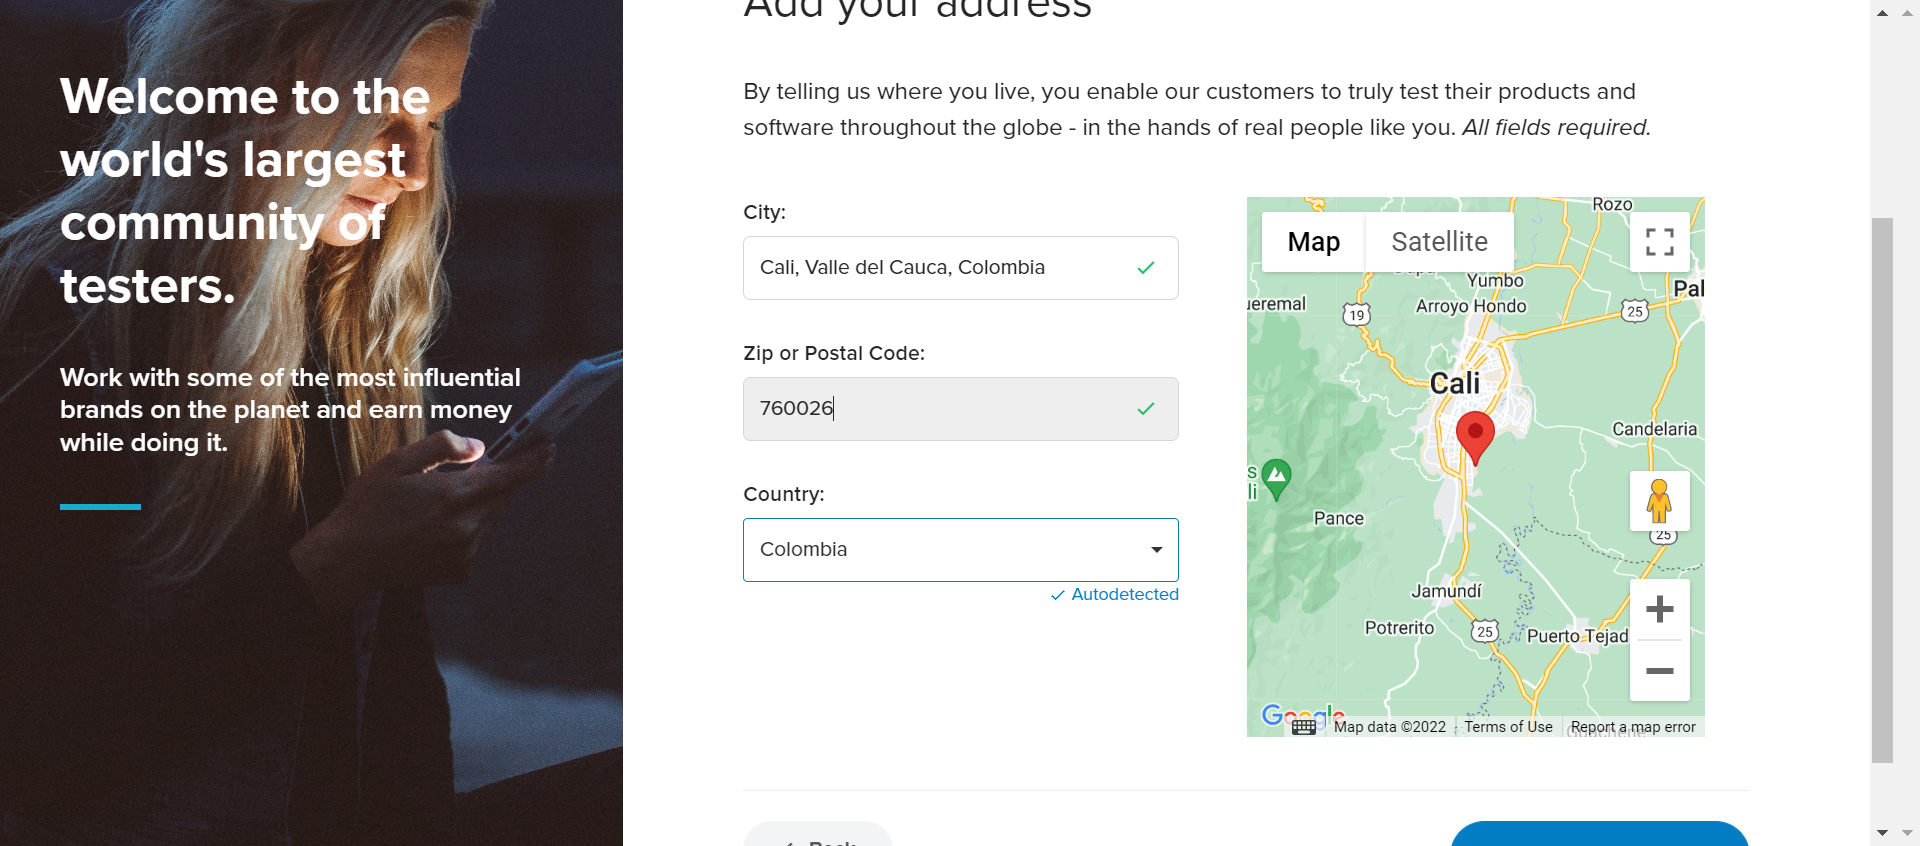 Welcome to the
world's largest
community of
testers.
Work with some of the most influential
brands on the planet and earn money
while doing it.
Add your address
By telling us where you live, you enable our customers to truly test their products and
software throughout the globe - in the hands of real people like you. All fields required.
City:
Cali, Valle del Cauca, Colombia
Zip or Postal Code:
760026
Country:
Colombia
Autodetected
Rozo
Map
Satellite
Yumbo
Pal
ueremal
Arroyo Hondo
19
25
Cali
Candelaria
s
li
Pance
25
Jamundí
Potrerito
25
Puerto Tejad
Google
Map data ©2022
Terms of Use
Report a map error
Back